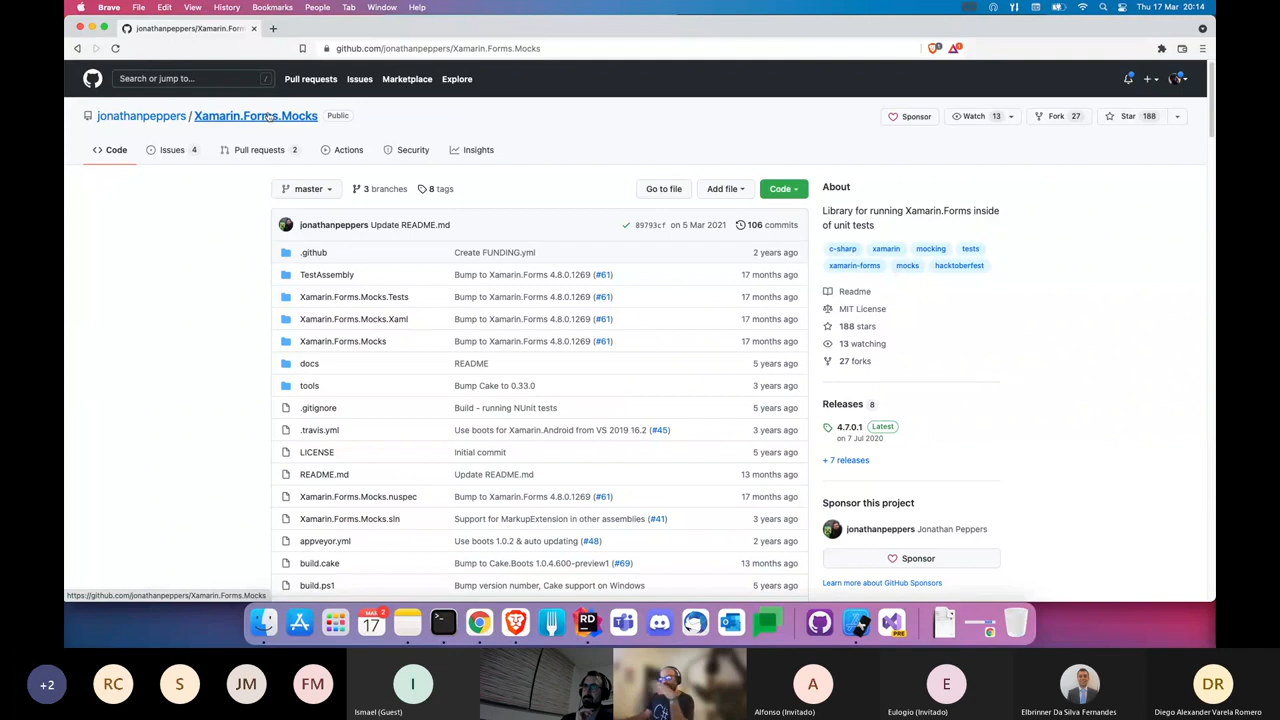 Brave File Edit View History Bookmarks People Tab Window Help
Thu 17 Mar 20:14
jonathanpeppers/Xamarin.Form
github.com/jonathanpeppers/Xamarin.Forms.Mocks
Search or jump to... /
Pull requests Issues Marketplace Explore
jonathanpeppers / Xamarin.Forms.Mocks Public
Sponsor Watch 13 Fork 27 Star 188
Code Issues 4 Pull requests 2 Actions Security Insights
master 3 branches 8 tags Go to file Add file Code
jonathanpeppers Update README.md 89793cf on 5 Mar 2021 106 commits
.github Create FUNDING.yml 2 years ago
TestAssembly Bump to Xamarin.Forms 4.8.0.1269 (#61) 17 months ago
Xamarin.Forms.Mocks.Tests Bump to Xamarin.Forms 4.8.0.1269 (#61) 17 months ago
Xamarin.Forms.Mocks.Xaml Bump to Xamarin.Forms 4.8.0.1269 (#61) 17 months ago
Xamarin.Forms.Mocks Bump to Xamarin.Forms 4.8.0.1269 (#61) 17 months ago
docs README 5 years ago
tools Bump Cake to 0.33.0 3 years ago
.gitignore Build - running NUnit tests 5 years ago
.travis.yml Use boots for Xamarin.Android from VS 2019 16.2 (#45) 3 years ago
LICENSE Initial commit 5 years ago
README.md Update README.md 13 months ago
Xamarin.Forms.Mocks.nuspec Bump to Xamarin.Forms 4.8.0.1269 (#61) 17 months ago
Xamarin.Forms.Mocks.sln Support for MarkupExtension in other assemblies (#41) 3 years ago
appveyor.yml Use boots 1.0.2 & auto updating (#48) 2 years ago
build.cake Bump to Cake.Boots 1.0.4.600-preview1 (#69) 13 months ago
build.ps1 Bump version number, Cake support on Windows 5 years ago
About
Library for running Xamarin.Forms inside
of unit tests
c-sharp xamarin mocking tests
xamarin-forms mocks hacktoberfest
Readme
MIT License
188 stars
13 watching
27 forks
Releases 8
4.7.0.1 Latest
on 7 Jul 2020
+ 7 releases
Sponsor this project
jonathanpeppers Jonathan Peppers
Sponsor
Learn more about GitHub Sponsors
https://github.com/jonathanpeppers/Xamarin.Forms.Mocks
17
2
RD
PRE
+2 RC S JM FM I A E DR
Ismael (Guest) Alfonso (Invitado) Eulogio (Invitado) Elbrinner Da Silva Fernandes Diego Alexander Varela Romero